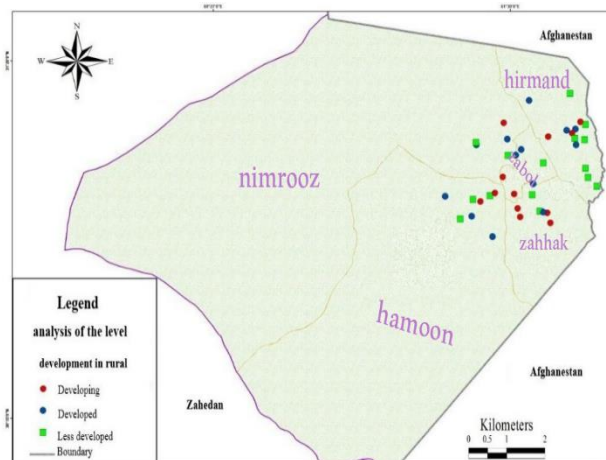 Afghanestan
N
W
E
S
hirmand
nimrooz
zabol
zahhak
hamoon
Afghanestan
Zahedan
Legend
analysis of the level
development in rural
Developing
Developed
Less developed
Boundary
Kilometers
0 0.5 1 2